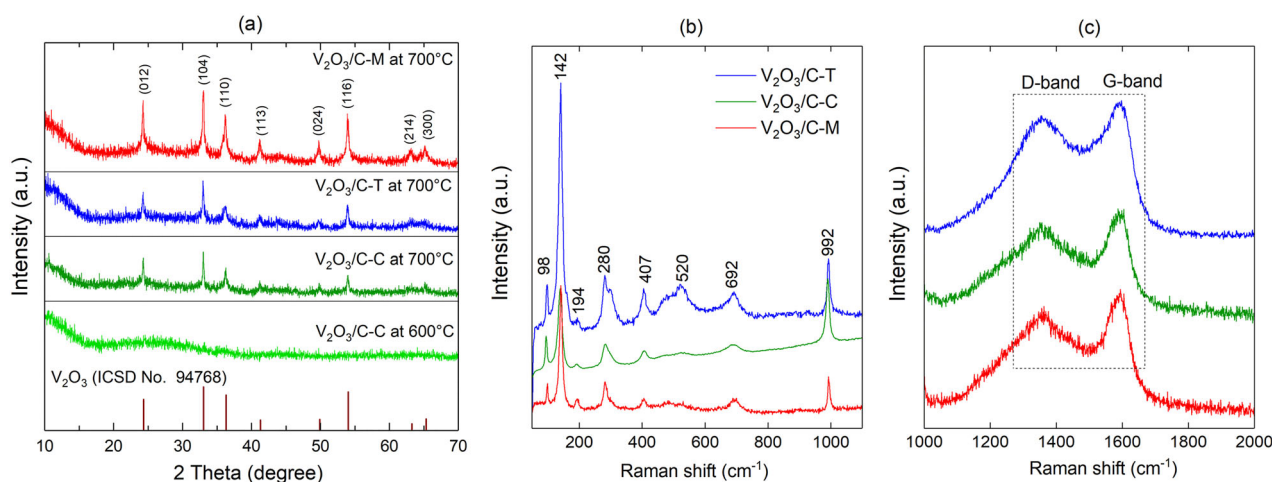 (a)
V₂O₃/C-M at 700°C
(012)
(104)
(110)
(113)
(024)
(116)
(214)
(300)
V₂O₃/C-T at 700°C
V₂O₃/C-C at 700°C
V₂O₃/C-C at 600°C
V₂O₃ (ICSD No. 94768)
Intensity (a.u.)
10 20 30 40 50 60 70
2 Theta (degree)
(b)
142
V₂O₃/C-T
V₂O₃/C-C
V₂O₃/C-M
98
194
280
407
520
692
992
Intensity (a.u.)
200 400 600 800 1000
Raman shift (cm⁻¹)
(c)
D-band G-band
Intensity (a.u.)
1000 1200 1400 1600 1800 2000
Raman shift (cm⁻¹)